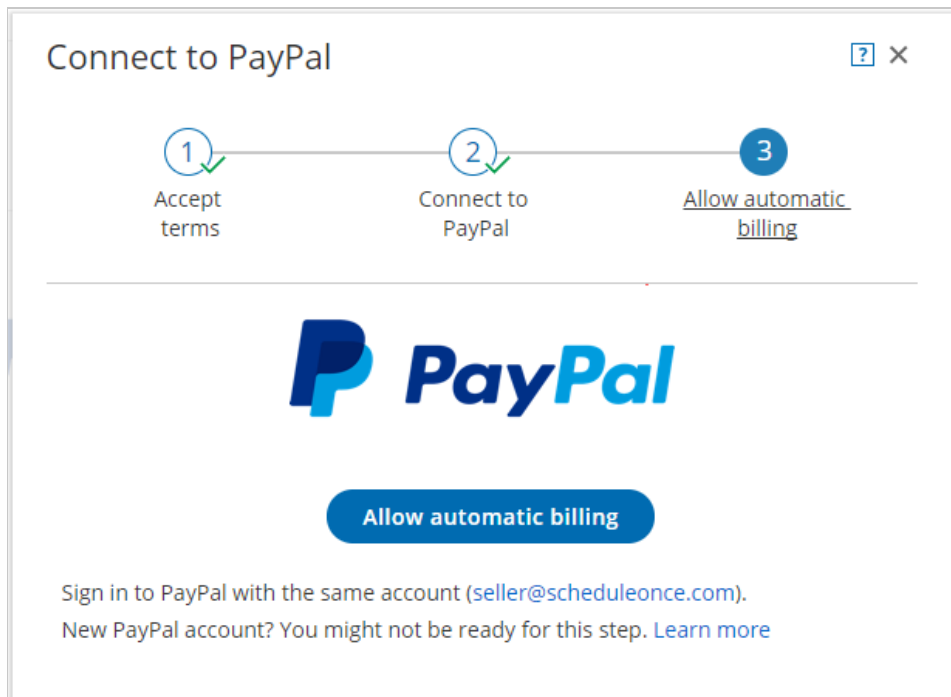 Connect to PayPal
?
1
2
3
Accept
terms
Connect to
PayPal
Allow automatic
billing
PayPal
Allow automatic billing
Sign in to PayPal with the same account (seller@scheduleonce.com).
New PayPal account? You might not be ready for this step. Learn more